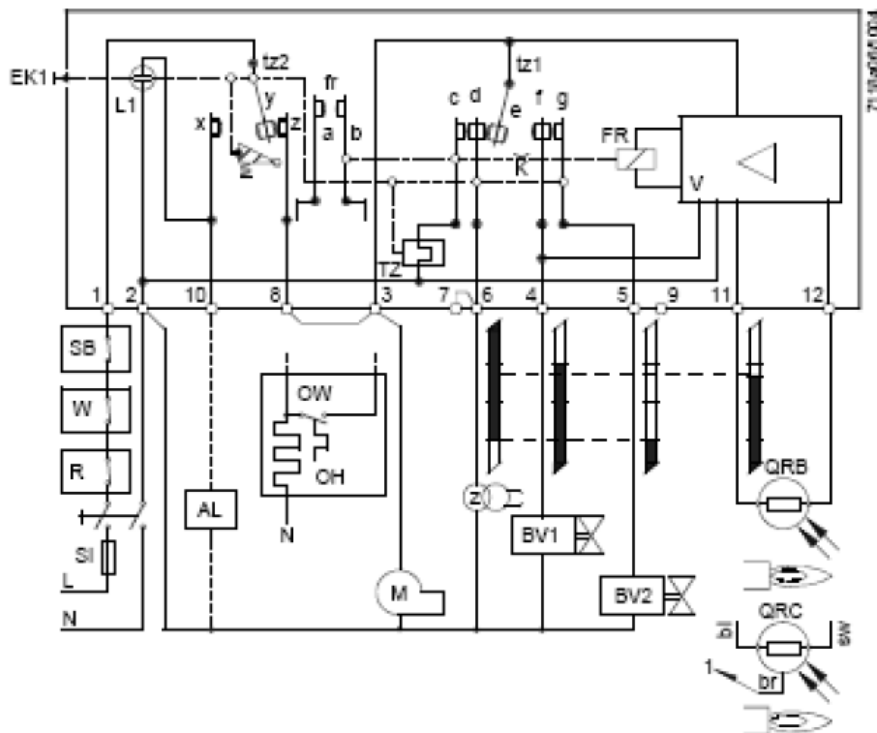 EK1
L1
tz2
fr
x
y
z
a
b
c
d
tz1
e
f
g
FR
V
TZ
1
2
10
8
3
7
6
4
5
9
11
12
SB
W
R
SI
L
N
AL
OW
OH
N
M
Z
BV1
BV2
QRB
QRC
bl
sw
1
br